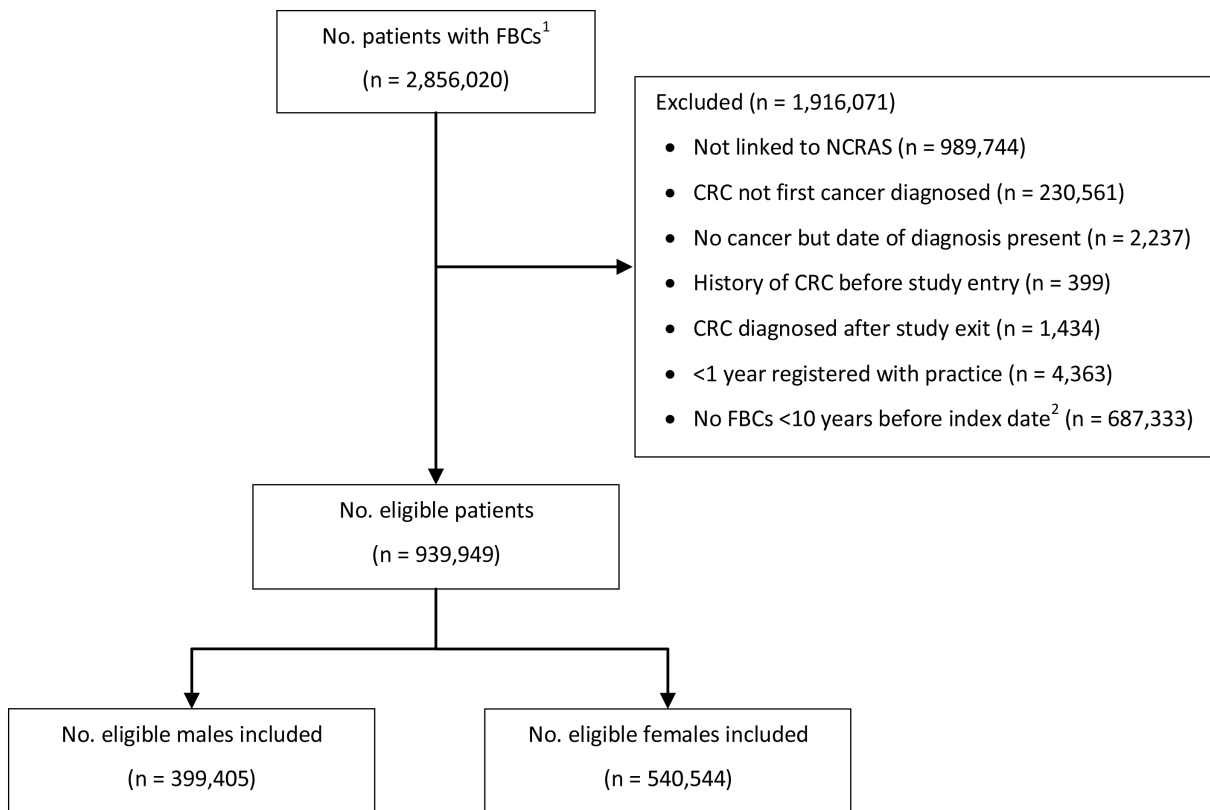 No. patients with FBCs¹
(n = 2,856,020)
Excluded (n = 1,916,071)
• Not linked to NCRAS (n = 989,744)
• CRC not first cancer diagnosed (n = 230,561)
• No cancer but date of diagnosis present (n = 2,237)
• History of CRC before study entry (n = 399)
• CRC diagnosed after study exit (n = 1,434)
• <1 year registered with practice (n = 4,363)
• No FBCs <10 years before index date² (n = 687,333)
No. eligible patients
(n = 939,949)
No. eligible males included
(n = 399,405)
No. eligible females included
(n = 540,544)